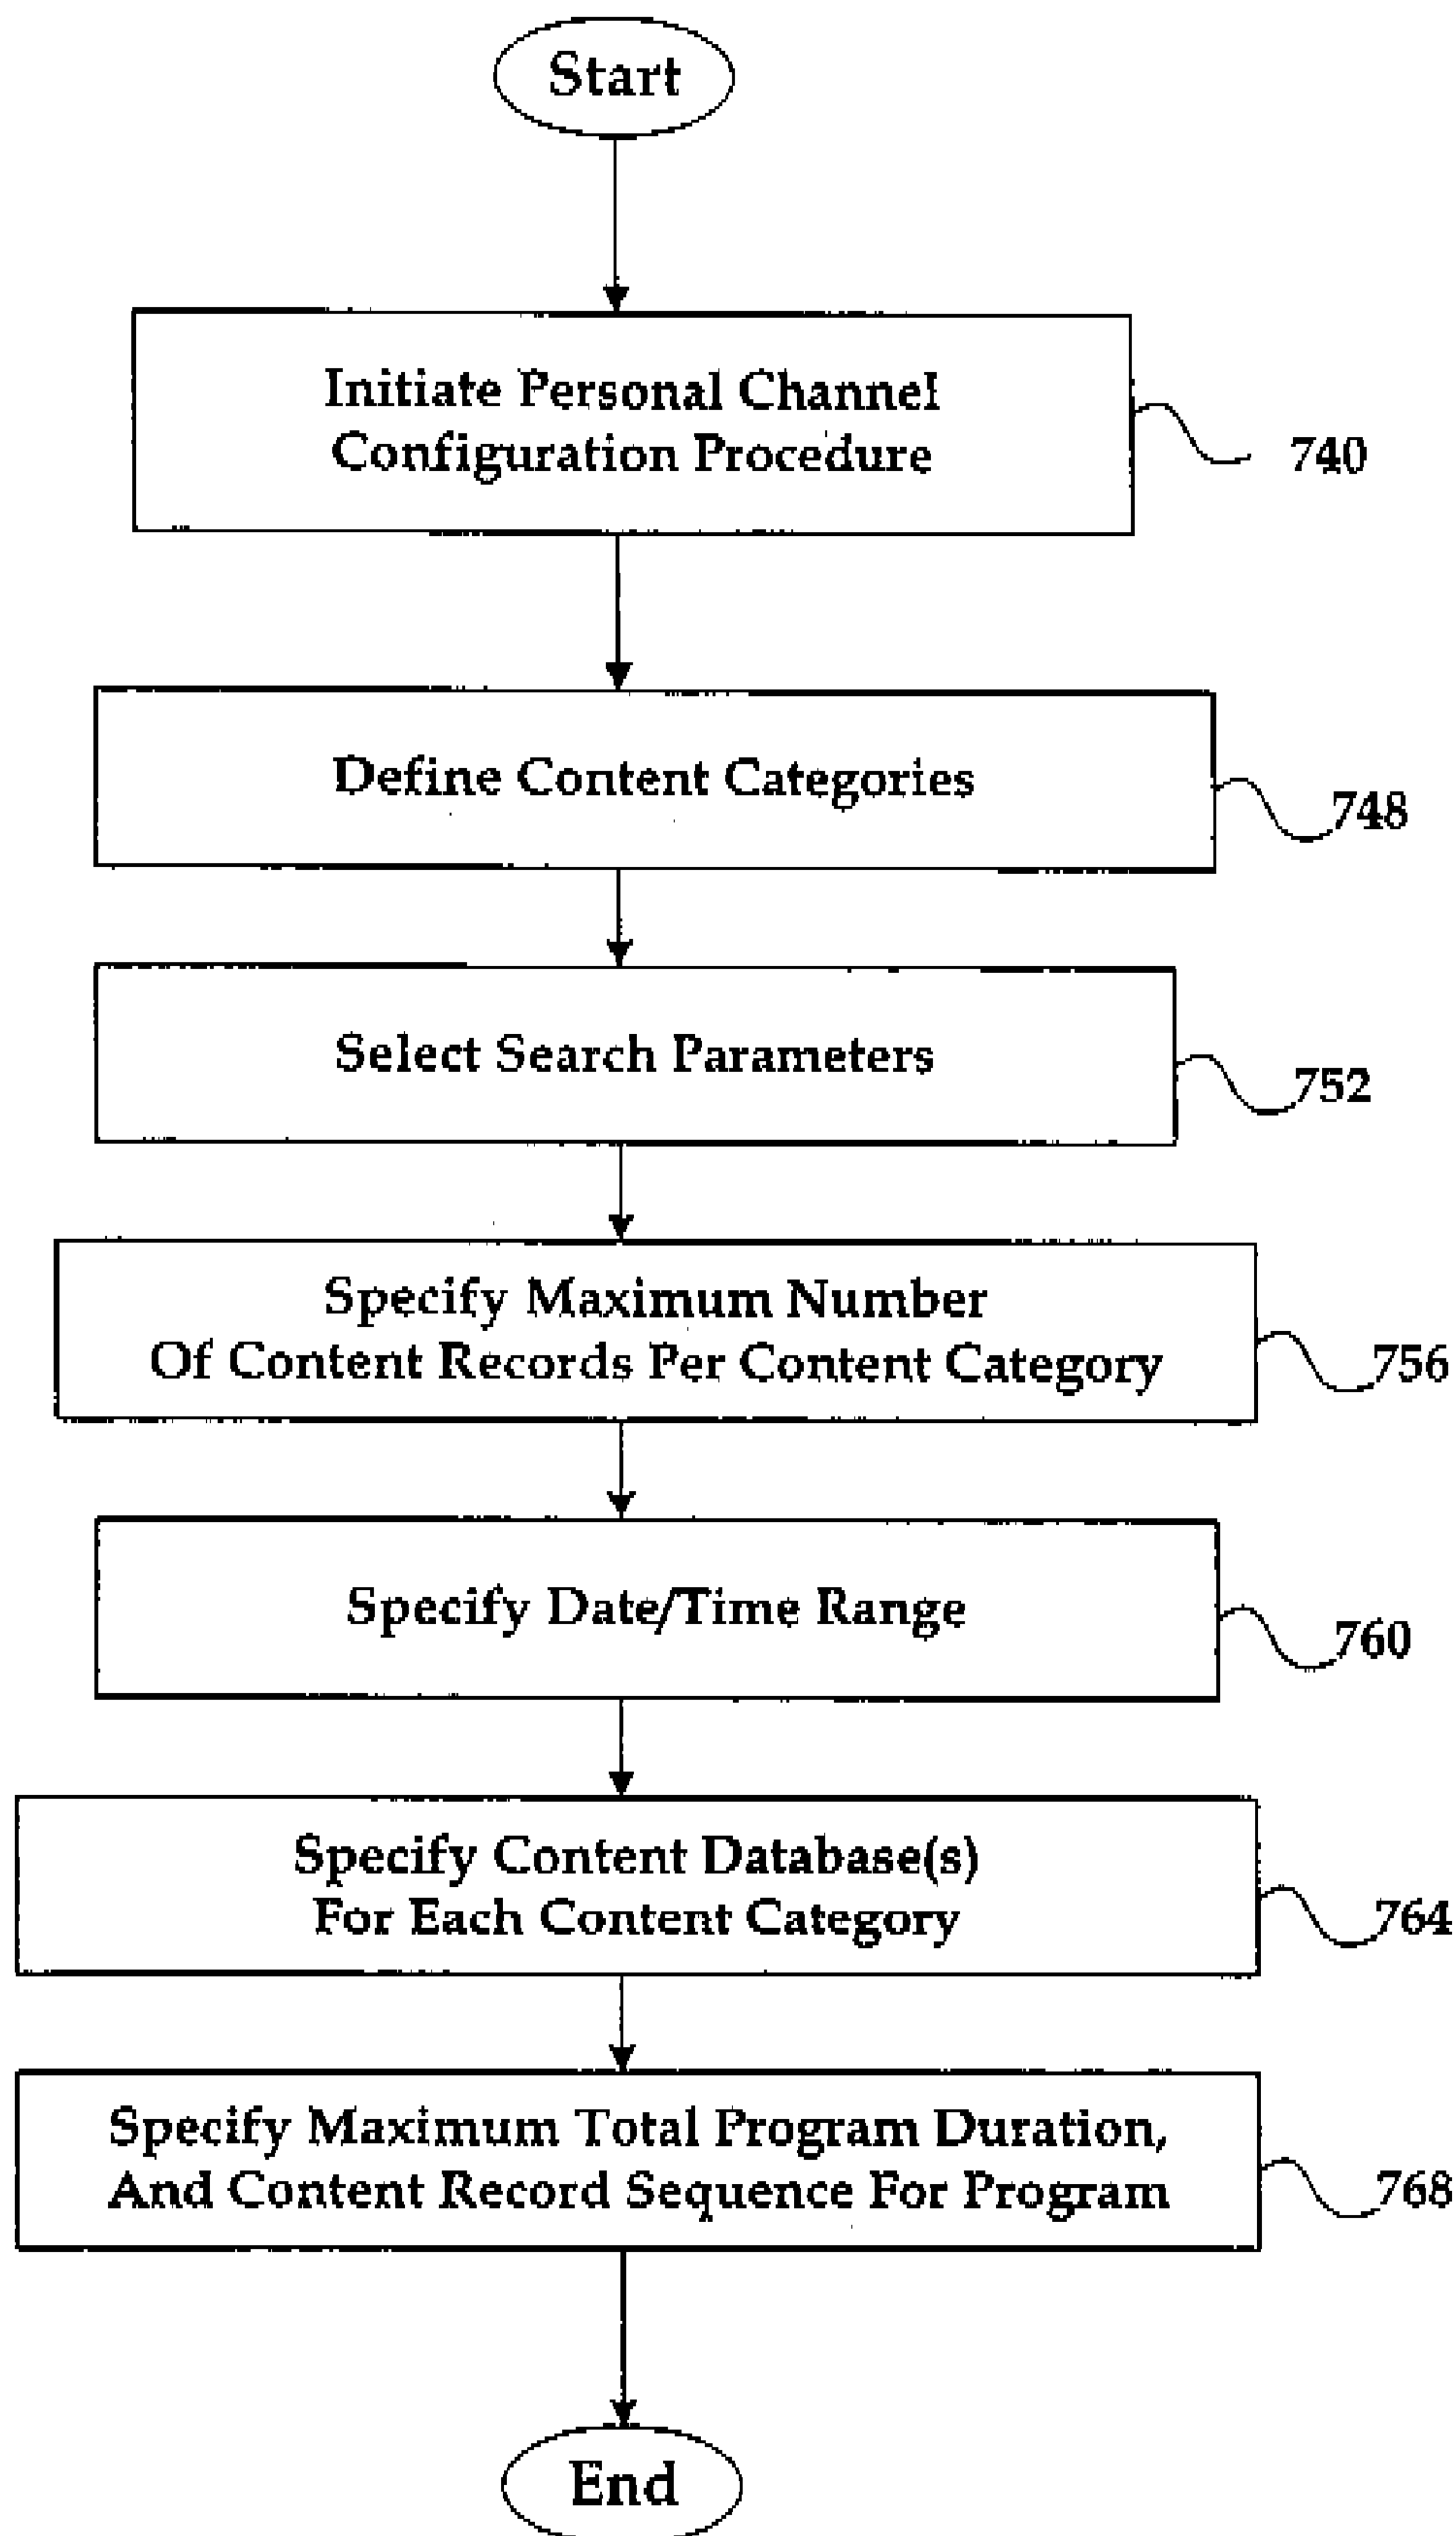 Start
Initiate Personal Channel
Configuration Procedure
740
Define Content Categories
748
Select Search Parameters
752
Specify Maximum Number
Of Content Records Per Content Category
756
Specify Date/Time Range
760
Specify Content Database(s)
For Each Content Category
764
Specify Maximum Total Program Duration,
And Content Record Sequence For Program
768
End